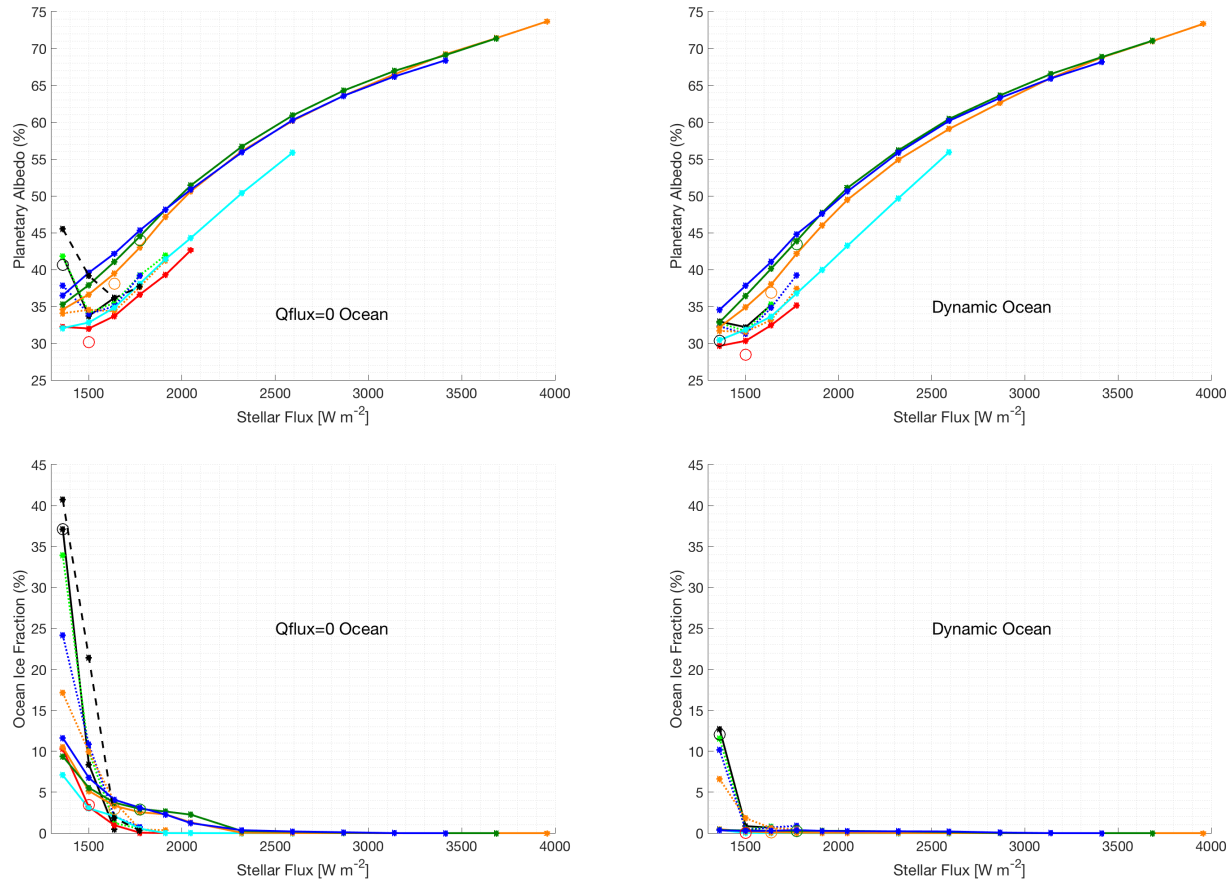 75
70
65
60
55
50
45
40
35
30
25
Planetary Albedo (%)
Qflux=0 Ocean
1500 2000 2500 3000 3500 4000
Stellar Flux [W m⁻²]
75
70
65
60
55
50
45
40
35
30
25
Planetary Albedo (%)
Dynamic Ocean
1500 2000 2500 3000 3500 4000
Stellar Flux [W m⁻²]
45
40
35
30
25
20
15
10
5
0
Ocean Ice Fraction (%)
Qflux=0 Ocean
1500 2000 2500 3000 3500 4000
Stellar Flux [W m⁻²]
45
40
35
30
25
20
15
10
5
0
Ocean Ice Fraction (%)
Dynamic Ocean
1500 2000 2500 3000 3500 4000
Stellar Flux [W m⁻²]